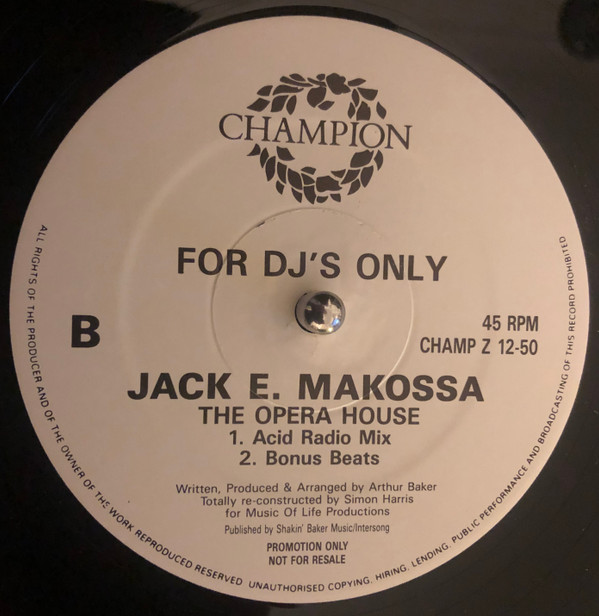 CHAMPION
FOR DJ'S ONLY
B
45 RPM
CHAMP Z 12-50
JACK E. MAKOSSA
THE OPERA HOUSE
1. Acid Radio Mix
2. Bonus Beats
Written, Produced & Arranged by Arthur Baker
Totally re-constructed by Simon Harris
for Music Of Life Productions
Published by Shakin' Baker Music/Intersong
PROMOTION ONLY
NOT FOR RESALE
ALL RIGHTS OF THE PRODUCER AND OF THE OWNER OF THE WORK REPRODUCED RESERVED UNAUTHORISED COPYING, HIRING, LENDING, PUBLIC PERFORMANCE AND BROADCASTING OF THIS RECORD PROHIBITED